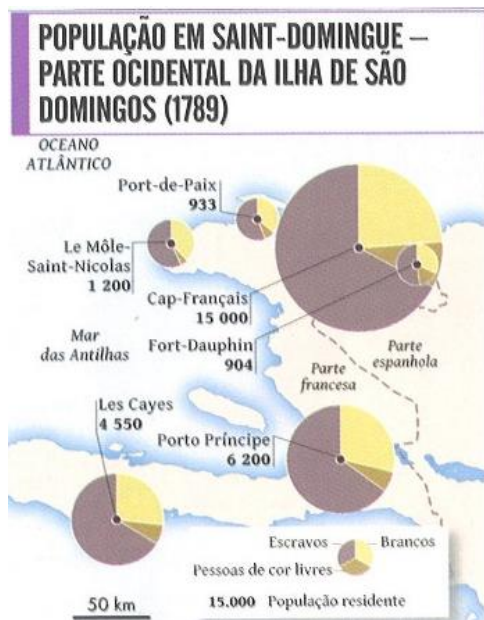 POPULAÇÃO EM SAINT-DOMINGUE –
PARTE OCIDENTAL DA ILHA DE SÃO
DOMINGOS (1789)
OCEANO
ATLÂNTICO
Port-de-Paix
933
Le Môle-
Saint-Nicolas
1 200
Cap-Français
15 000
Mar
das Antilhas
Fort-Dauphin
904
Parte
espanhola
Parte
francesa
Les Cayes
4 550
Porto Príncipe
6 200
Escravos
Brancos
Pessoas de cor livres
50 km
15.000 População residente